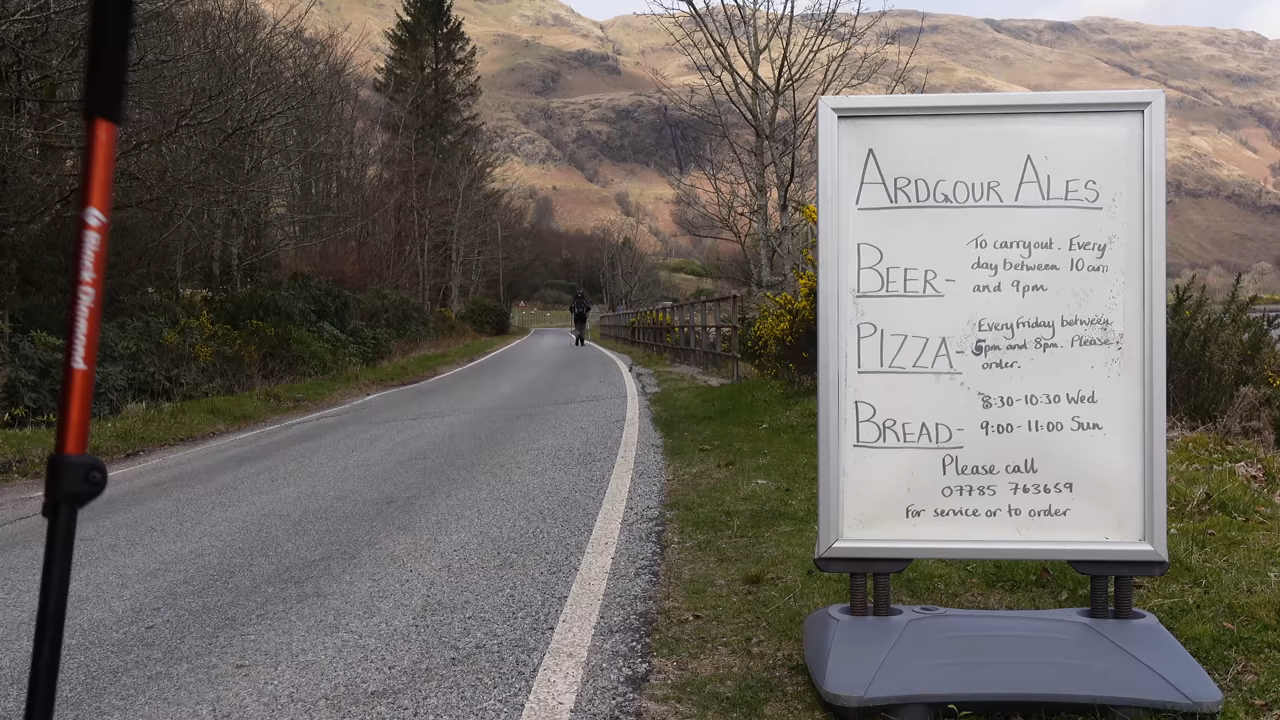 Black Diamond
ARDGOUR ALES
BEER-
To carryout. Every
day between 10am
and 9pm
PIZZA-
Every Friday between
5pm and 8pm. Please
order.
BREAD-
8:30-10:30 Wed
9:00-11:00 Sun
Please call
07785 763659
For service or to order